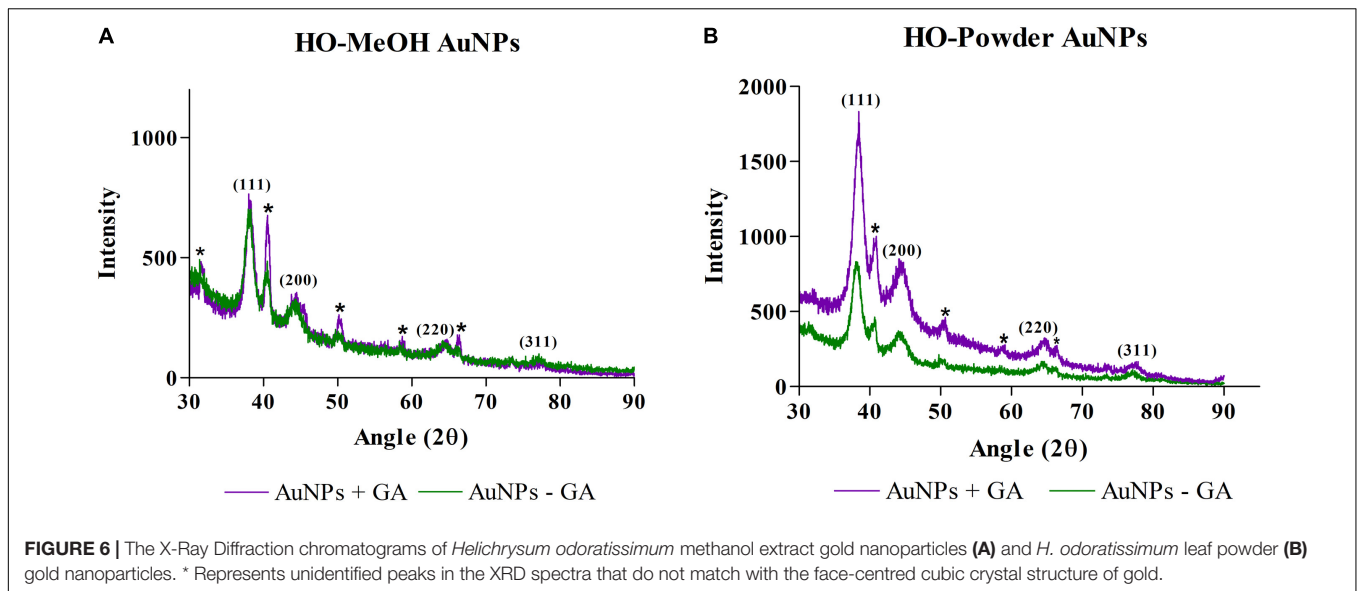 A
HO-MeOH AuNPs
Intensity
1000
500
0
(111)
*
*
(200)
*
*
(220)
*
(311)
30 40 50 60 70 80 90
Angle (2θ)
AuNPs + GA AuNPs - GA
B
HO-Powder AuNPs
Intensity
2000
1500
1000
500
0
(111)
*
(200)
*
*
(220)
*
(311)
30 40 50 60 70 80 90
Angle (2θ)
AuNPs + GA AuNPs - GA
FIGURE 6 | The X-Ray Diffraction chromatograms of Helichrysum odoratissimum methanol extract gold nanoparticles (A) and H. odoratissimum leaf powder (B)
gold nanoparticles. * Represents unidentified peaks in the XRD spectra that do not match with the face-centred cubic crystal structure of gold.